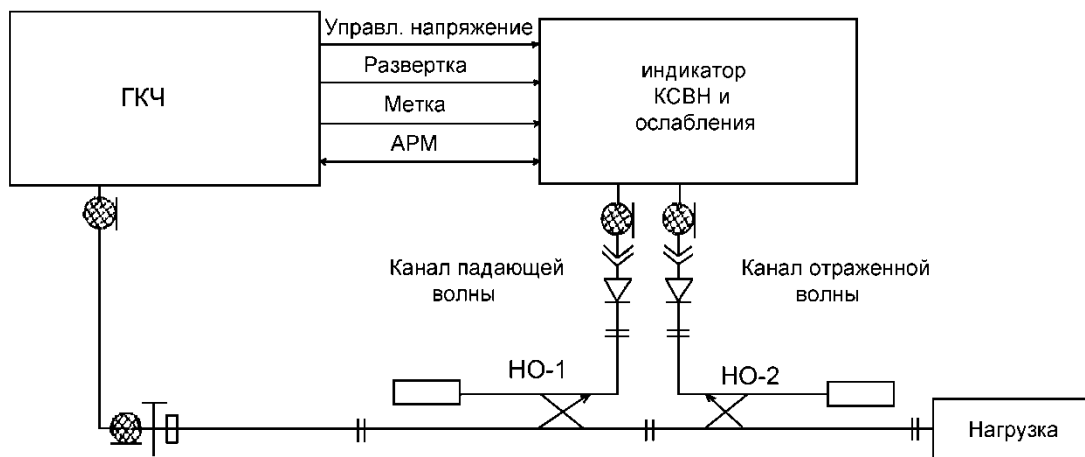 Управл. напряжение
ГКЧ
Развертка
Метка
АРМ
индикатор
КСВН и
ослабления
Канал падающей
волны
Канал отраженной
волны
НО-1
НО-2
Нагрузка